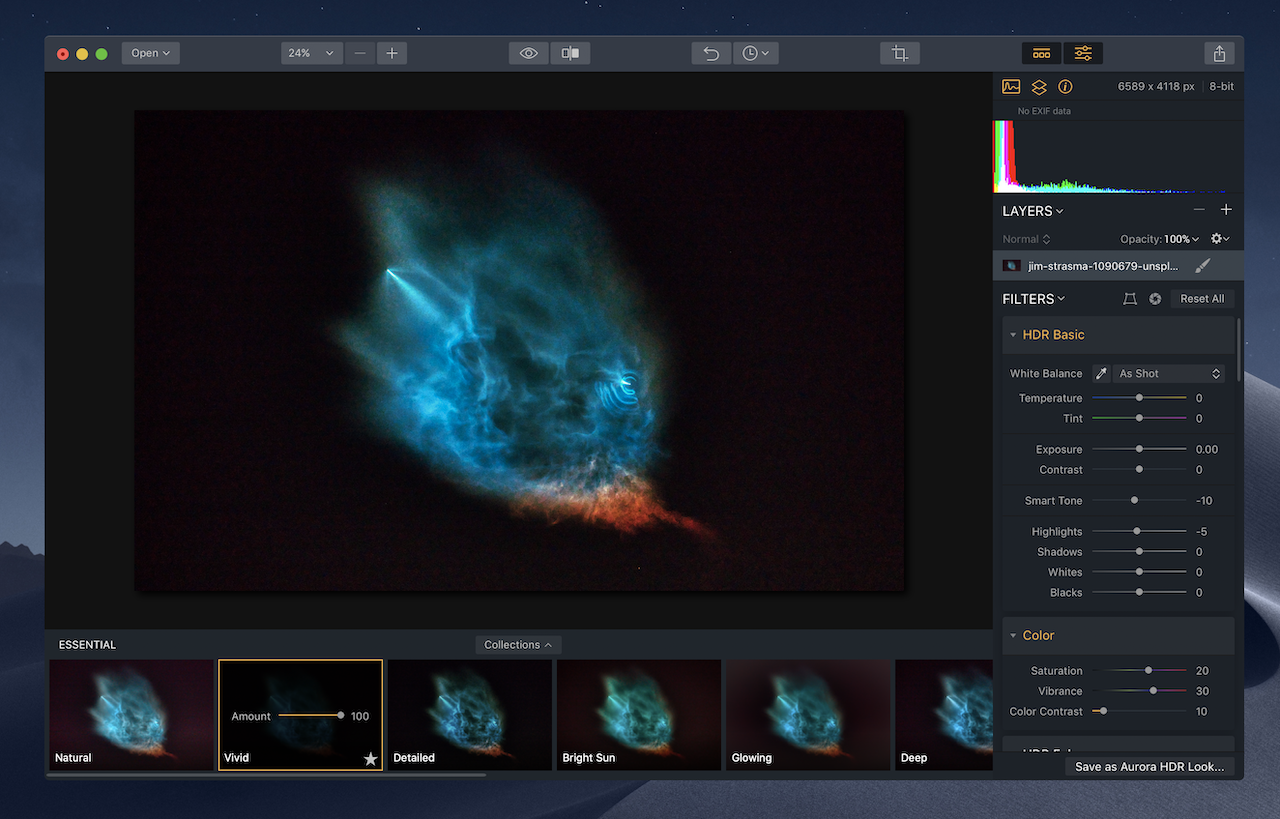 Open
24%
6589 x 4118 px
8-bit
No EXIF data
LAYERS
Normal
Opacity: 100%
jim-strasma-1090679-unspl...
FILTERS
Reset All
HDR Basic
White Balance
As Shot
Temperature 0
Tint 0
Exposure 0.00
Contrast 0
Smart Tone -10
Highlights -5
Shadows 0
Whites 0
Blacks 0
Color
Saturation 20
Vibrance 30
Color Contrast 10
Save as Aurora HDR Look...
ESSENTIAL
Collections
Natural
Amount 100
Vivid
Detailed
Bright Sun
Glowing
Deep